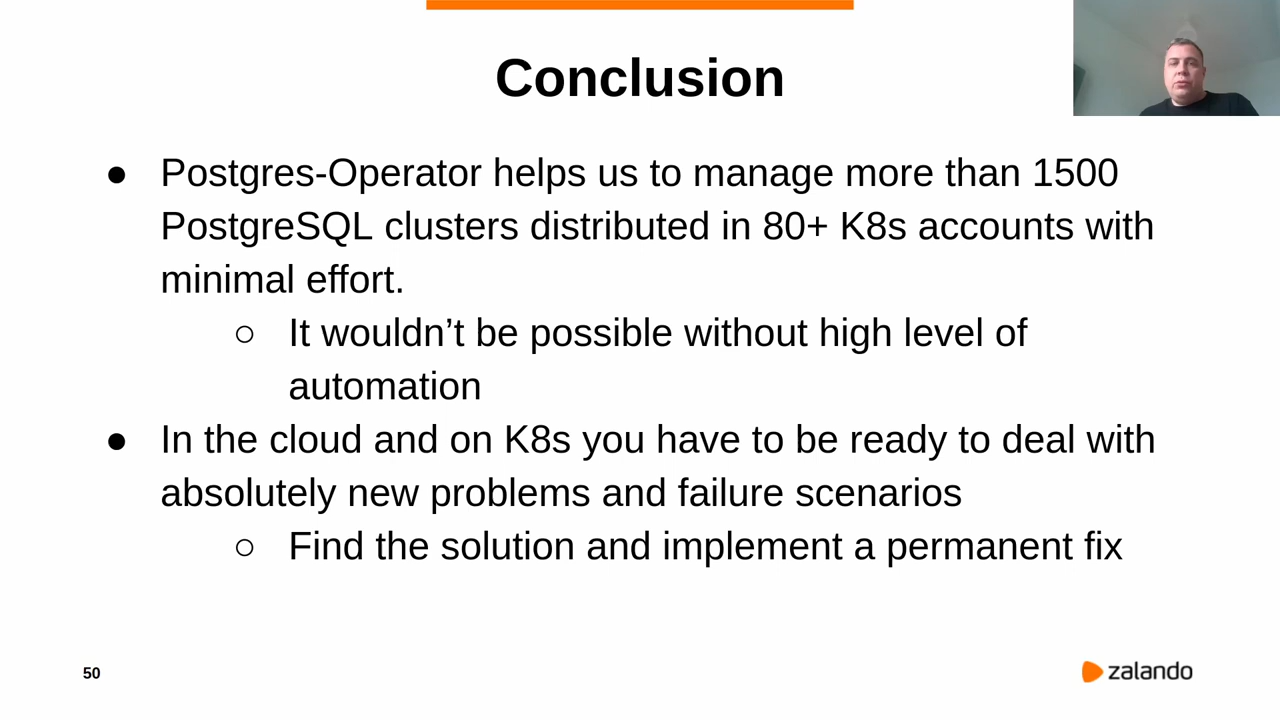 Conclusion
● Postgres-Operator helps us to manage more than 1500
PostgreSQL clusters distributed in 80+ K8s accounts with
minimal effort.
○ It wouldn’t be possible without high level of
automation
● In the cloud and on K8s you have to be ready to deal with
absolutely new problems and failure scenarios
○ Find the solution and implement a permanent fix
50
zalando